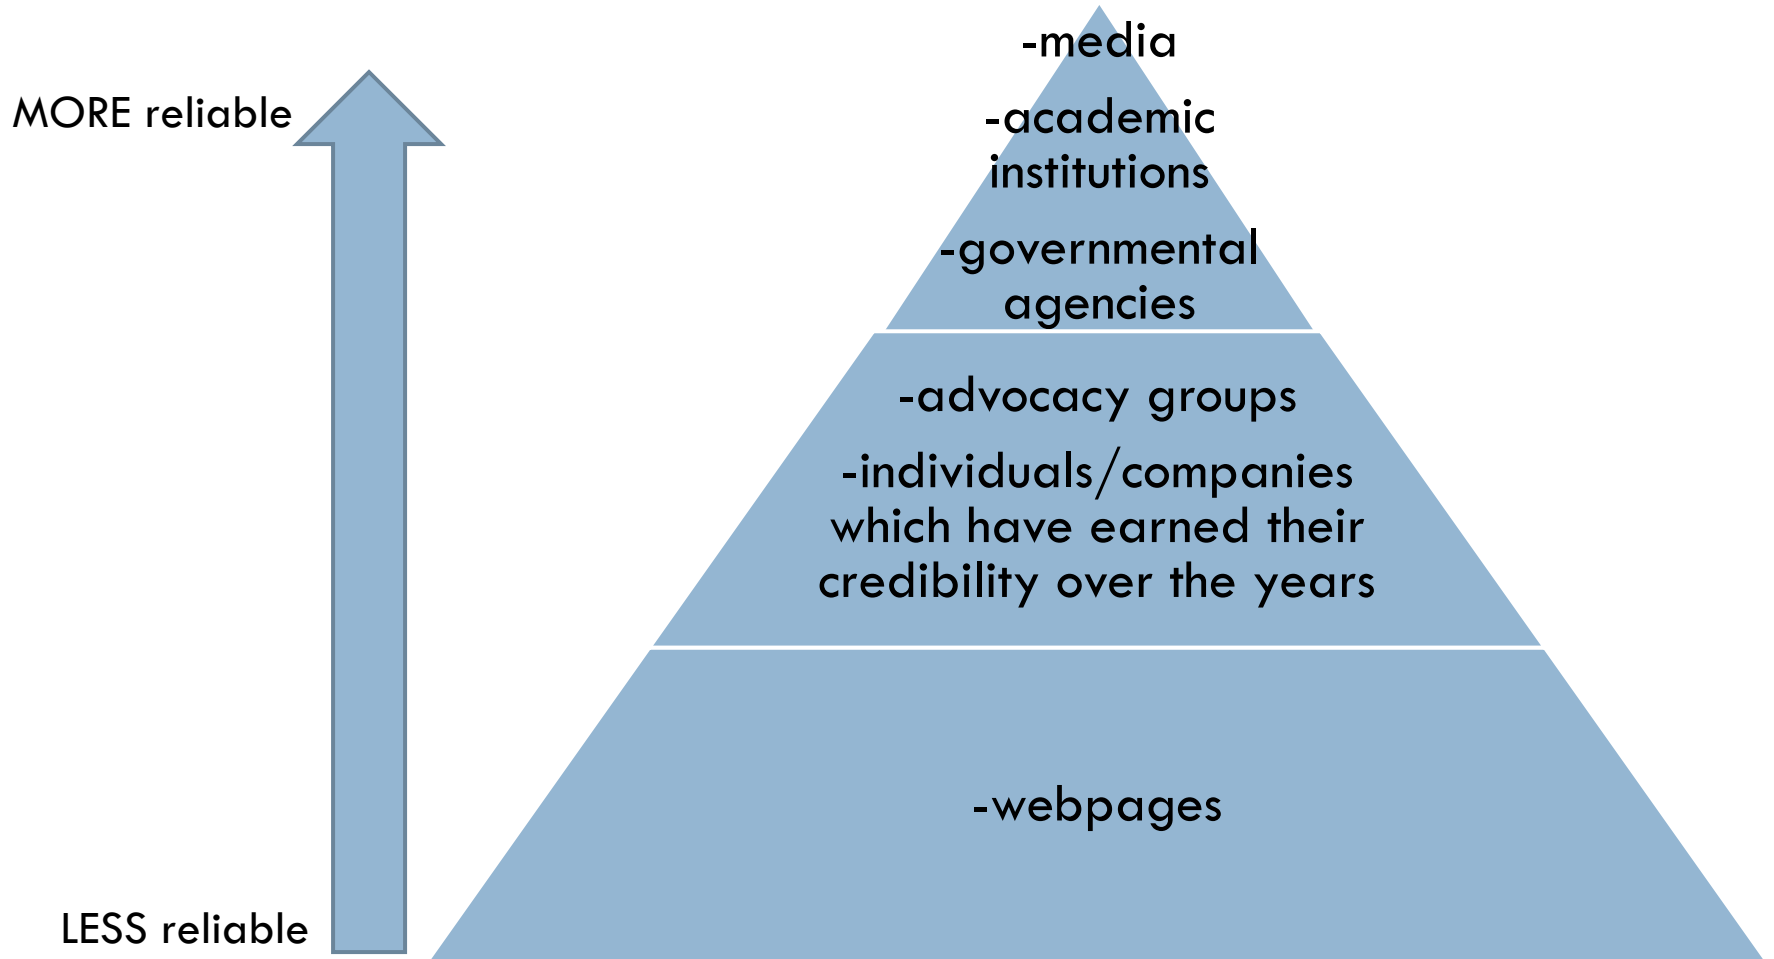 -media
MORE reliable
-academic
institutions
-governmental
agencies
-advocacy groups
-individuals/companies
which have earned their
credibility over the years
-webpages
LESS reliable